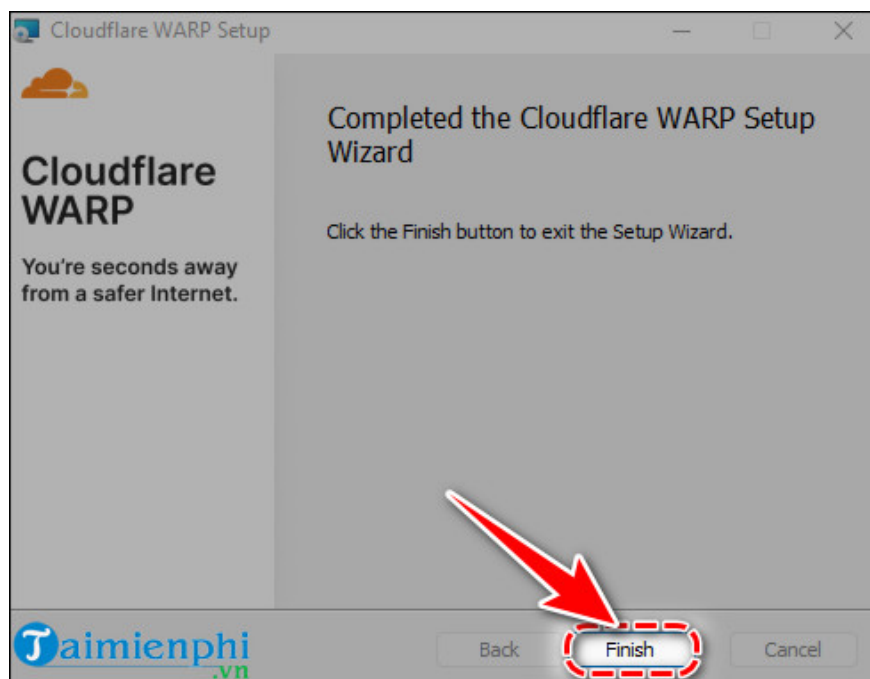 Cloudflare WARP Setup
Cloudflare
WARP
You're seconds away
from a safer Internet.
Completed the Cloudflare WARP Setup
Wizard
Click the Finish button to exit the Setup Wizard.
Taimienphi
.vn
Back
Finish
Cancel